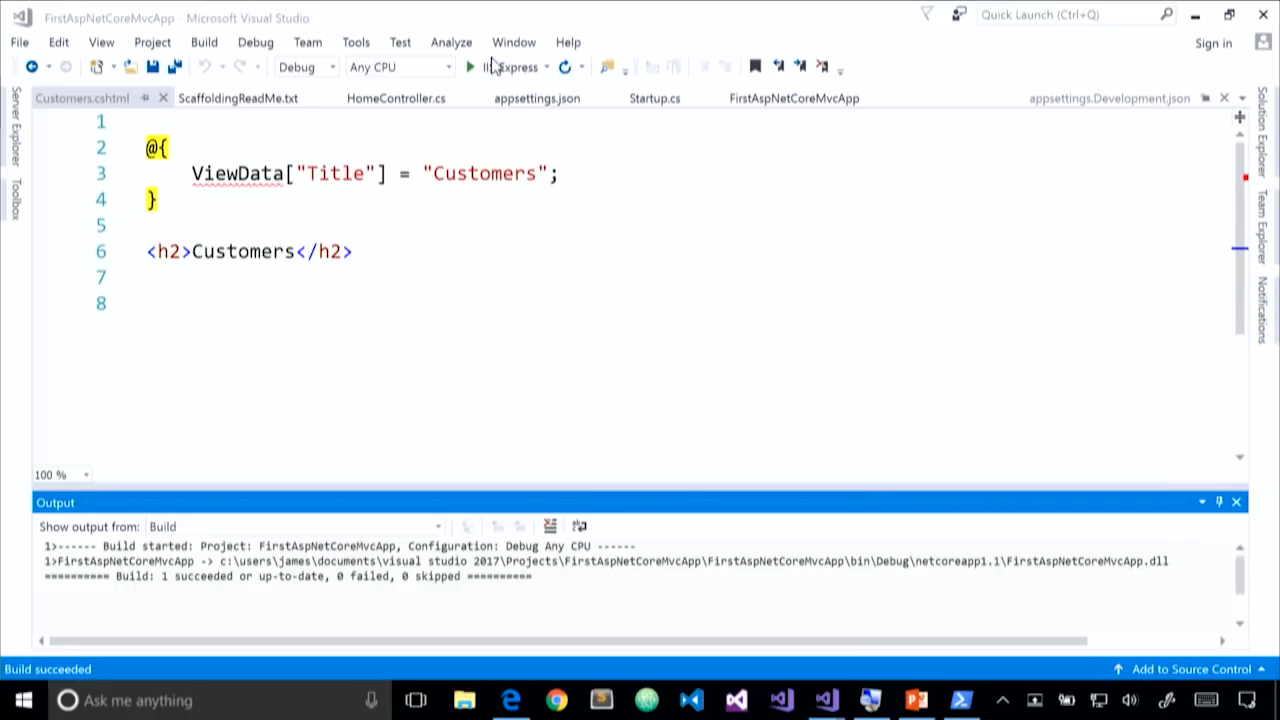 FirstAspNetCoreMvcApp - Microsoft Visual Studio
Quick Launch (Ctrl+Q)
File Edit View Project Build Debug Team Tools Test Analyze Window Help
Sign in
Debug Any CPU IIS Express
Customers.cshtml ScaffoldingReadMe.txt HomeController.cs appsettings.json Startup.cs FirstAspNetCoreMvcApp appsettings.Development.json
Server Explorer
Toolbox
Solution Explorer
Team Explorer
Notifications
1
2 @{
3 ViewData["Title"] = "Customers";
4 }
5
6 <h2>Customers</h2>
7
8
100 %
Output
Show output from: Build
1>------ Build started: Project: FirstAspNetCoreMvcApp, Configuration: Debug Any CPU ------
1>FirstAspNetCoreMvcApp -> c:\users\james\documents\visual studio 2017\Projects\FirstAspNetCoreMvcApp\FirstAspNetCoreMvcApp\bin\Debug\netcoreapp1.1\FirstAspNetCoreMvcApp.dll
========== Build: 1 succeeded or up-to-date, 0 failed, 0 skipped ==========
Build succeeded
Add to Source Control
Ask me anything